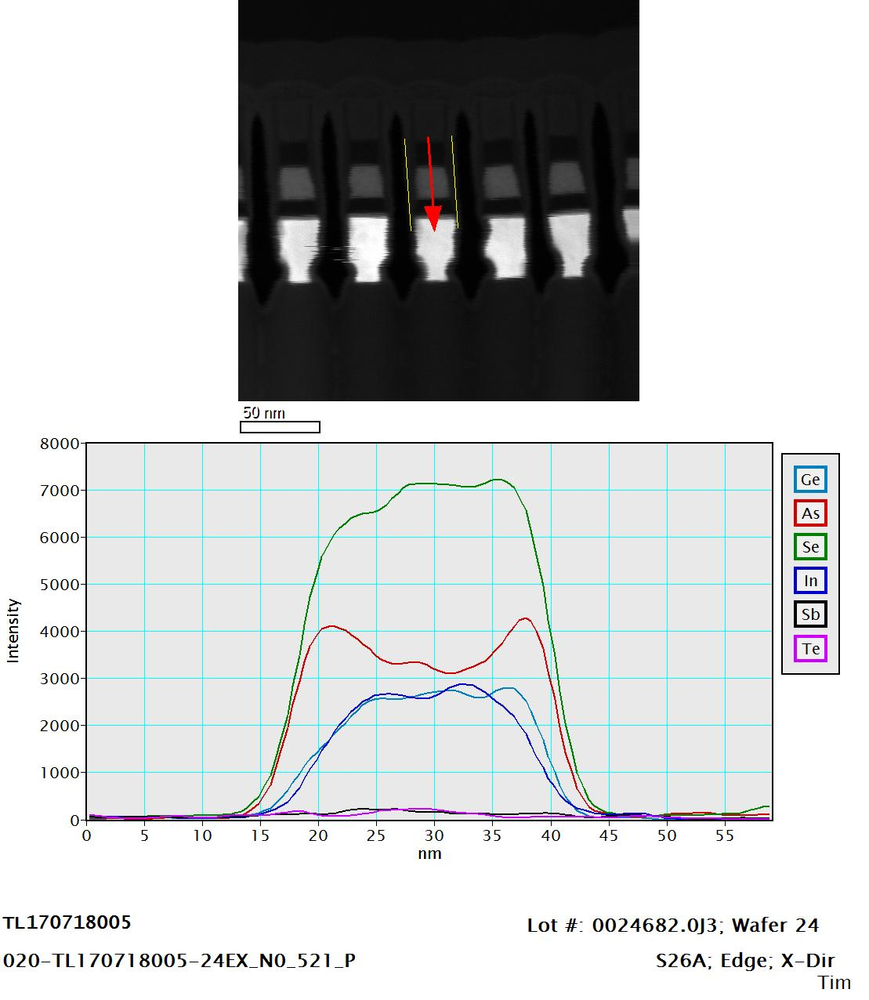 50 nm
8000
7000
6000
5000
4000
3000
2000
1000
0
Intensity
0 5 10 15 20 25 30 35 40 45 50 55
nm
Ge
As
Se
In
Sb
Te
TL170718005
Lot #: 0024682.0J3; Wafer 24
020-TL170718005-24EX_N0_521_P
S26A; Edge; X-Dir
Tim